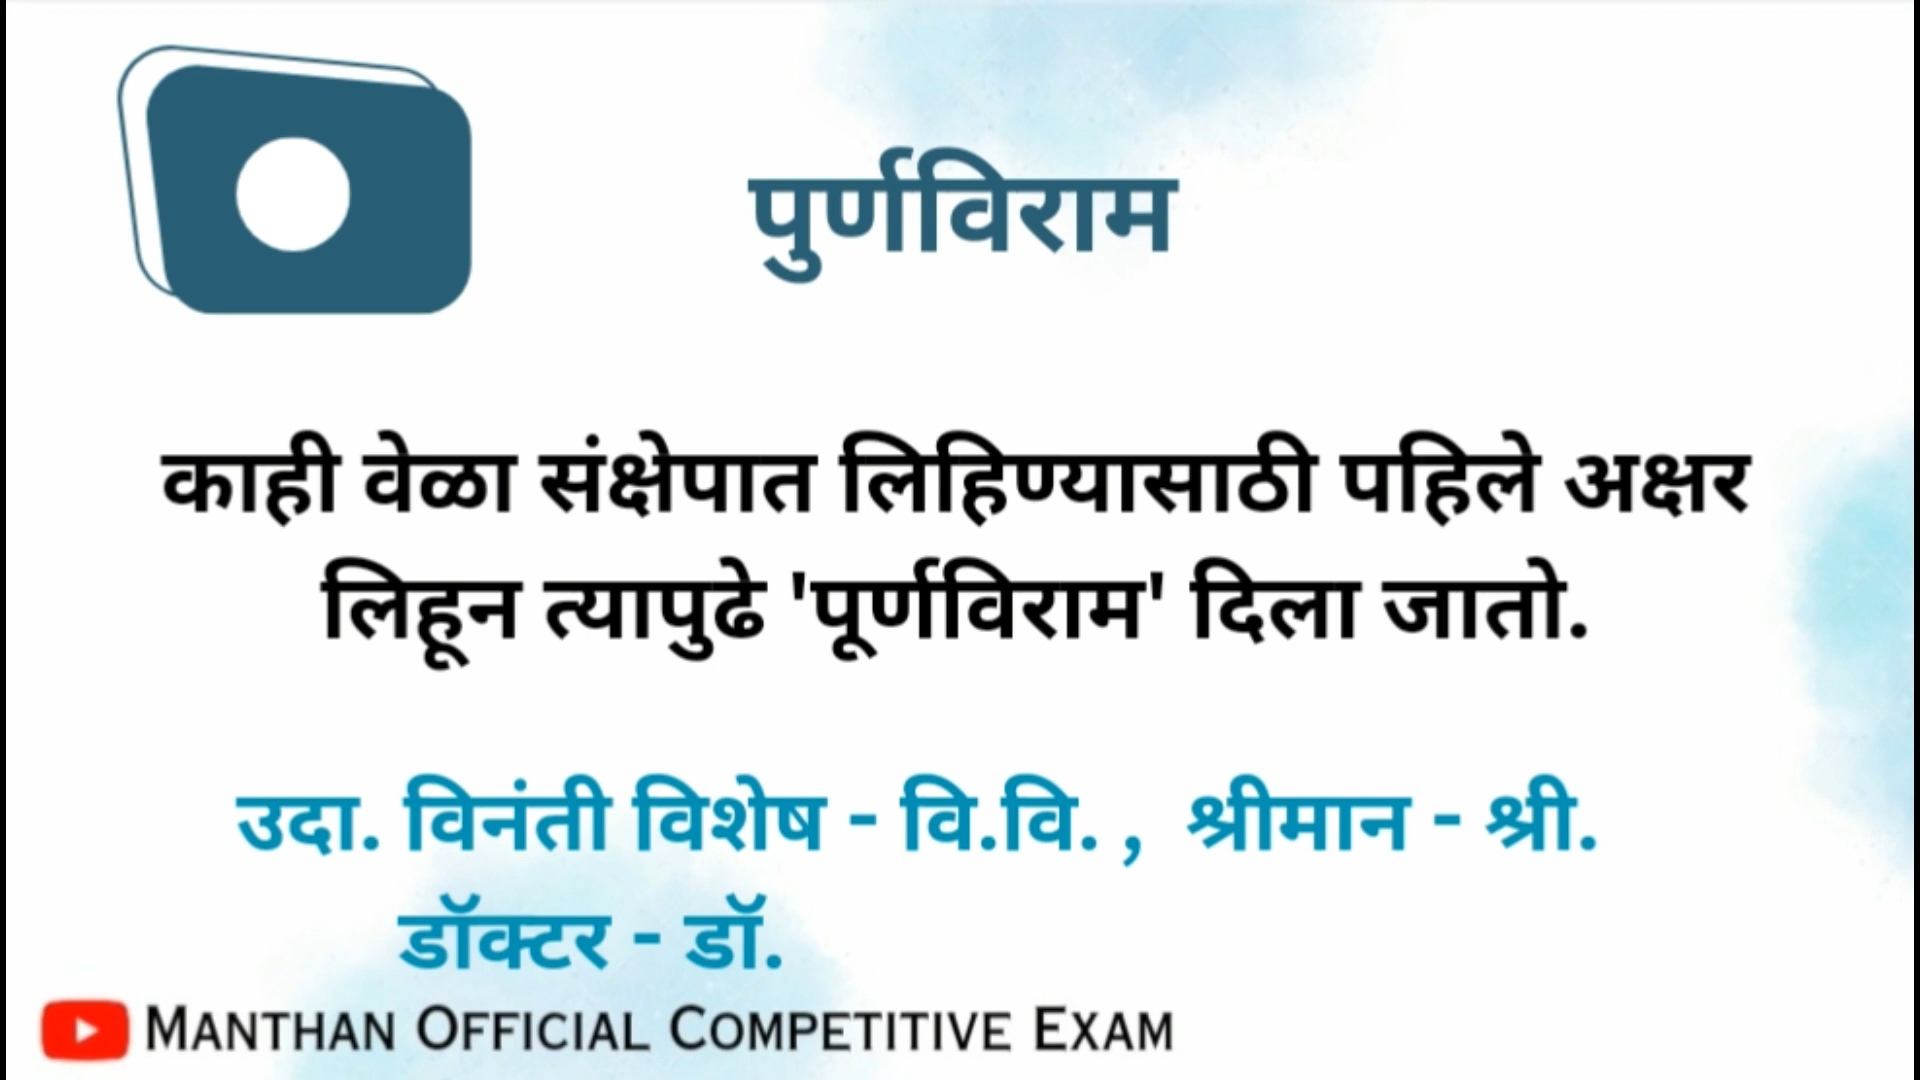 पुर्णविराम
काही वेळा संक्षेपात लिहिण्यासाठी पहिले अक्षर
लिहून त्यापुढे 'पूर्णविराम' दिला जातो.
उदा. विनंती विशेष - वि.वि. , श्रीमान - श्री.
डॉक्टर - डॉ.
MANTHAN OFFICIAL COMPETITIVE EXAM